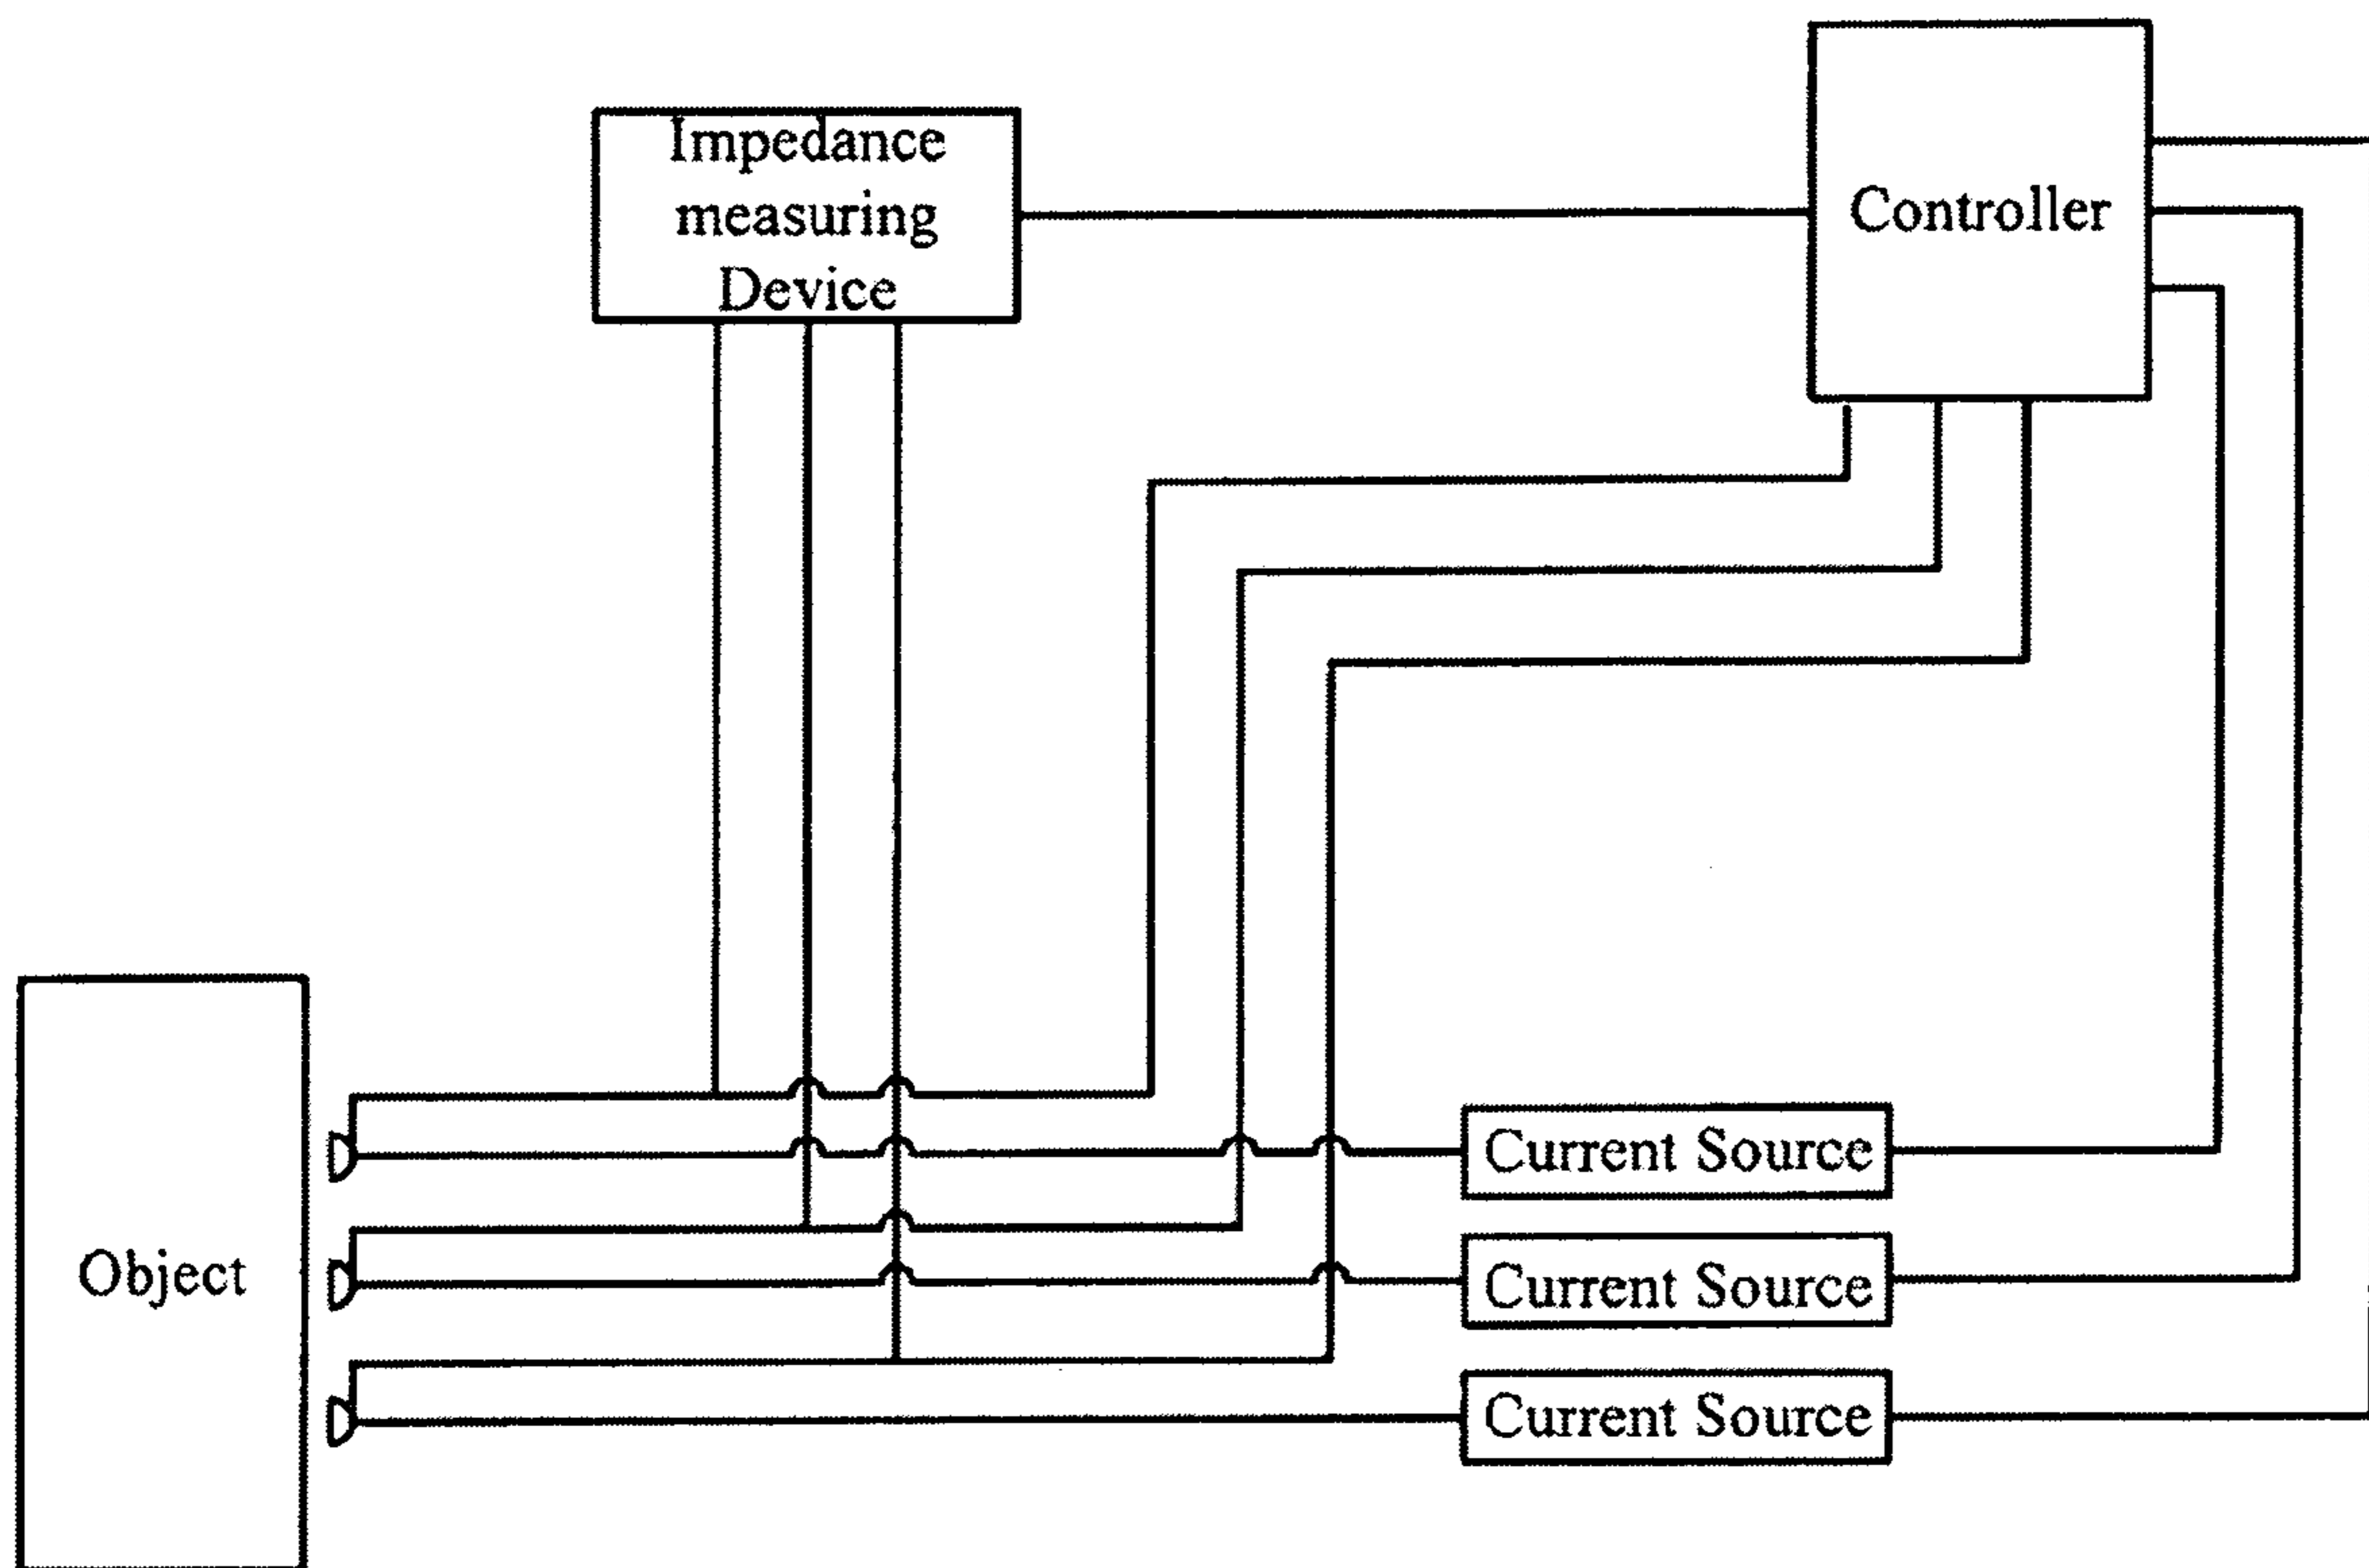 Impedance
measuring
Device
Controller
Current Source
Object
Current Source
Current Source